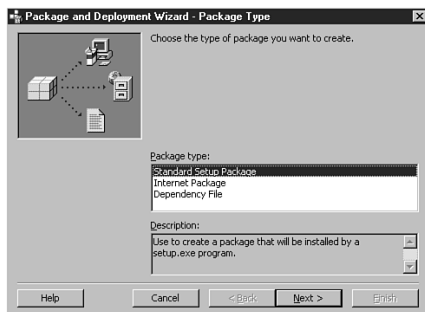 Package and Deployment Wizard - Package Type
Choose the type of package you want to create.
Package type:
Standard Setup Package
Internet Package
Dependency File
Description:
Use to create a package that will be installed by a
setup.exe program.
Help Cancel < Back Next > Finish